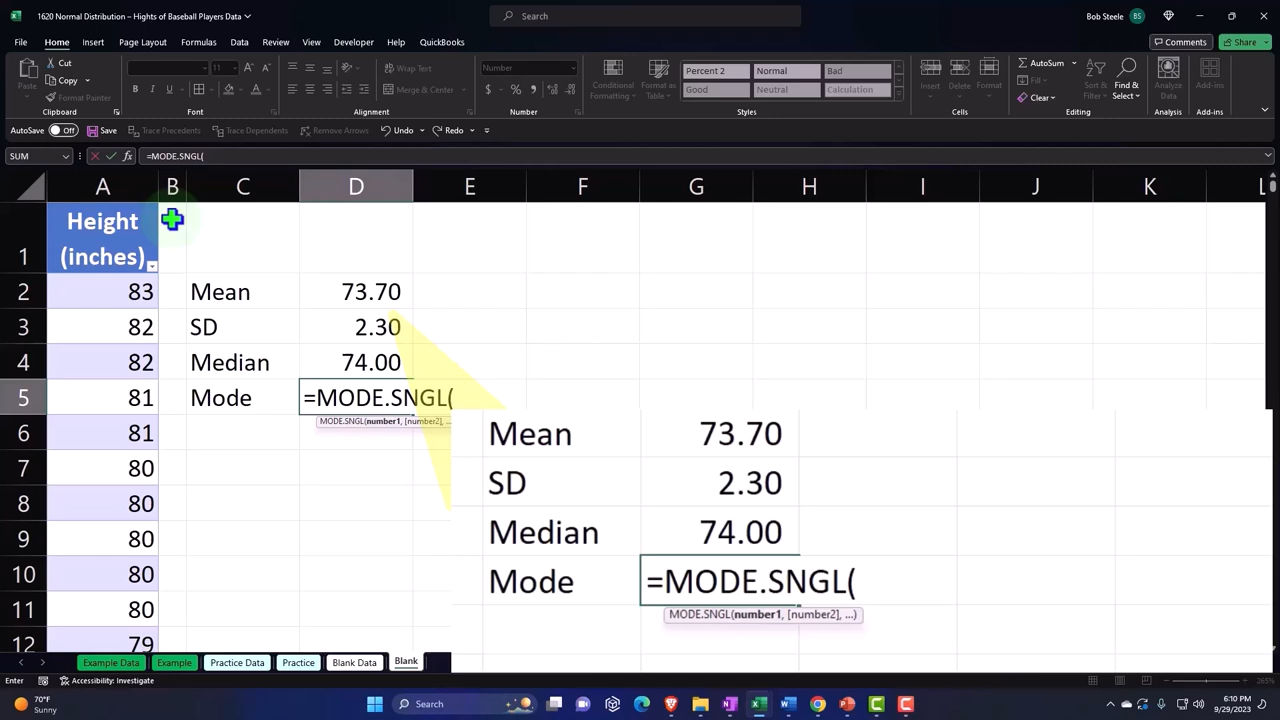 1620 Normal Distribution – Hights of Baseball Players Data
Search
Bob Steele BS
File Home Insert Page Layout Formulas Data Review View Developer Help QuickBooks
Comments Share
Paste Cut Copy Format Painter
Clipboard
11
B I U A
Font
Wrap Text
Merge & Center
Alignment
Number
$ % 9
Number
Conditional Formatting Format as Table
Percent 2 Normal Bad
Good Neutral Calculation
Styles
Insert Delete Format
Cells
AutoSum Fill Clear
Sort & Filter Find & Select
Editing
Analyze Data
Analysis
Add-ins
Add-ins
AutoSave Off Save Trace Precedents Trace Dependents Remove Arrows Undo Redo
SUM fx =MODE.SNGL(
A B C D E F G H I J K L
1 Height (inches)
2 83 Mean 73.70
3 82 SD 2.30
4 82 Median 74.00
5 81 Mode =MODE.SNGL(
MODE.SNGL(number1, [number2], ...
6 81
7 80
8 80
9 80
10 80
11 80
12 79
Mean 73.70
SD 2.30
Median 74.00
Mode =MODE.SNGL(
MODE.SNGL(number1, [number2], ...)
Example Data Example Practice Data Practice Blank Data Blank
Enter Accessibility: Investigate 265%
70°F
Sunny
Search
6:10 PM
9/29/2023